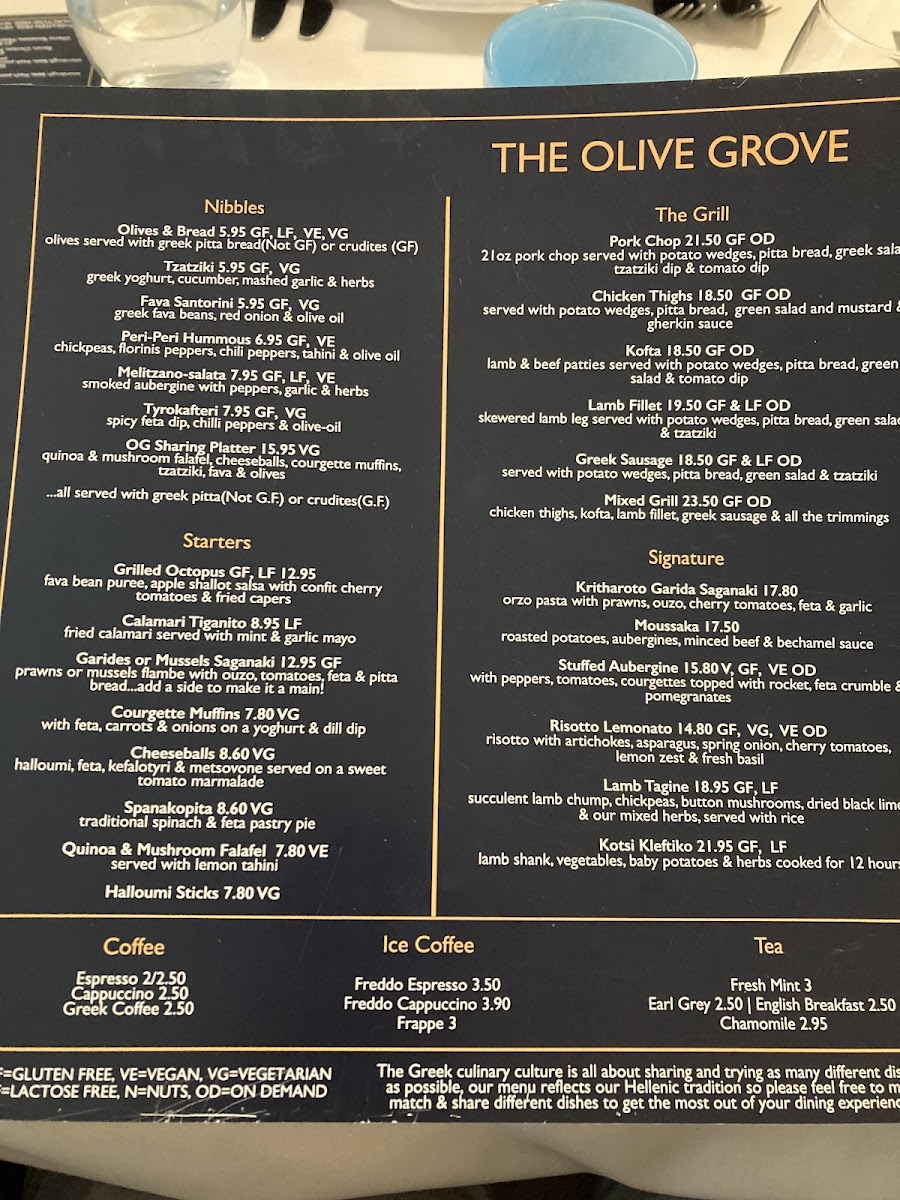 THE OLIVE GROVE
Nibbles
Olives & Bread 5.95 GF, LF, VE, VG
olives served with greek pitta bread(Not GF) or crudites (GF)
Tzatziki 5.95 GF, VG
greek yoghurt, cucumber, mashed garlic & herbs
Fava Santorini 5.95 GF, VG
greek fava beans, red onion & olive oil
Peri-Peri Hummous 6.95 GF, VE
chickpeas, florinis peppers, chili peppers, tahini & olive oil
Melitzano-salata 7.95 GF, LF, VE
smoked aubergine with peppers, garlic & herbs
Tyrokafteri 7.95 GF, VG
spicy feta dip, chilli peppers & olive-oil
OG Sharing Platter 15.95 VG
quinoa & mushroom falafel, cheeseballs, courgette muffins,
tzatziki, fava & olives
...all served with greek pitta(Not G.F.) or crudites(G.F.)
Starters
Grilled Octopus GF, LF 12.95
fava bean puree, apple shallot salsa with confit cherry
tomatoes & fried capers
Calamari Tiganito 8.95 LF
fried calamari served with mint & garlic mayo
Garides or Mussels Saganaki 12.95 GF
prawns or mussels flambe with ouzo, tomatoes, feta & pitta
bread...add a side to make it a main!
Courgette Muffins 7.80 VG
with feta, carrots & onions on a yoghurt & dill dip
Cheeseballs 8.60 VG
halloumi, feta, kefalotyri & metsovone served on a sweet
tomato marmalade
Spanakopita 8.60 VG
traditional spinach & feta pastry pie
Quinoa & Mushroom Falafel 7.80 VE
served with lemon tahini
Halloumi Sticks 7.80 VG
The Grill
Pork Chop 21.50 GF OD
21oz pork chop served with potato wedges, pitta bread, greek sala
tzatziki dip & tomato dip
Chicken Thighs 18.50 GF OD
served with potato wedges, pitta bread, green salad and mustard &
gherkin sauce
Kofta 18.50 GF OD
lamb & beef patties served with potato wedges, pitta bread, green
salad & tomato dip
Lamb Fillet 19.50 GF & LF OD
skewered lamb leg served with potato wedges, pitta bread, green salad
& tzatziki
Greek Sausage 18.50 GF & LF OD
served with potato wedges, pitta bread, green salad & tzatziki
Mixed Grill 23.50 GF OD
chicken thighs, kofta, lamb fillet, greek sausage & all the trimmings
Signature
Kritharoto Garida Saganaki 17.80
orzo pasta with prawns, ouzo, cherry tomatoes, feta & garlic
Moussaka 17.50
roasted potatoes, aubergines, minced beef & bechamel sauce
Stuffed Aubergine 15.80 V, GF, VE OD
with peppers, tomatoes, courgettes topped with rocket, feta crumble &
pomegranates
Risotto Lemonato 14.80 GF, VG, VE OD
risotto with artichokes, asparagus, spring onion, cherry tomatoes,
lemon zest & fresh basil
Lamb Tagine 18.95 GF, LF
succulent lamb chump, chickpeas, button mushrooms, dried black lime
& our mixed herbs, served with rice
Kotsi Kleftiko 21.95 GF, LF
lamb shank, vegetables, baby potatoes & herbs cooked for 12 hours
Coffee
Espresso 2/2.50
Cappuccino 2.50
Greek Coffee 2.50
Ice Coffee
Freddo Espresso 3.50
Freddo Cappuccino 3.90
Frappe 3
Tea
Fresh Mint 3
Earl Grey 2.50 | English Breakfast 2.50
Chamomile 2.95
F=GLUTEN FREE, VE=VEGAN, VG=VEGETARIAN
F=LACTOSE FREE, N=NUTS, OD=ON DEMAND
The Greek culinary culture is all about sharing and trying as many different dis
as possible, our menu reflects our Hellenic tradition so please feel free to m
match & share different dishes to get the most out of your dining experienc